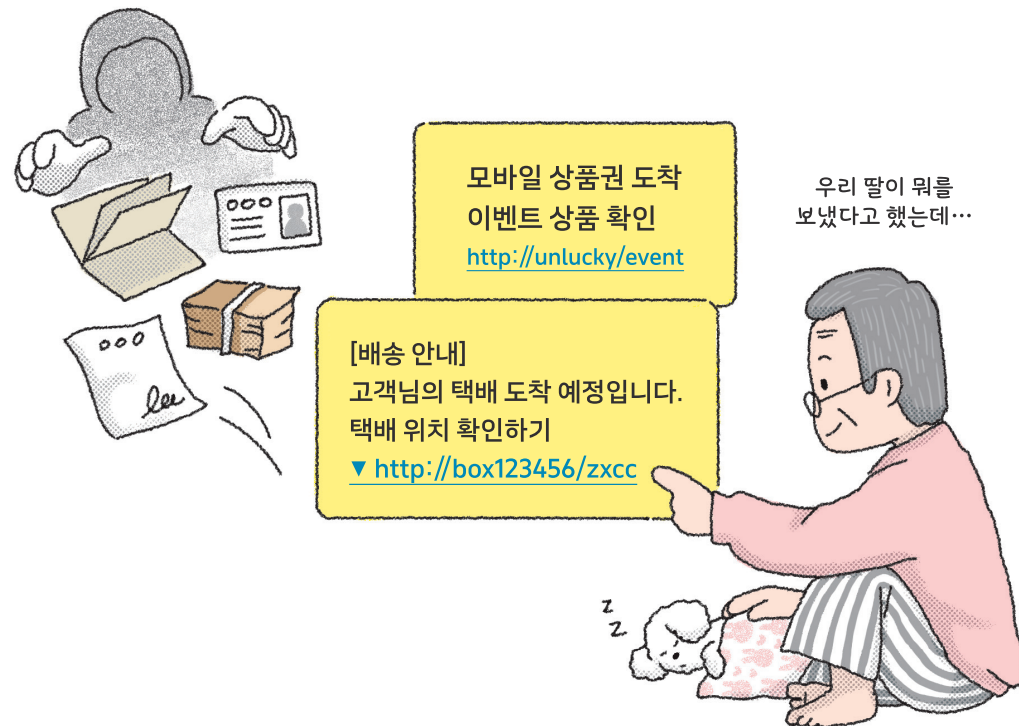 모바일 상품권 도착
이벤트 상품 확인
http://unlucky/event
우리 딸이 뭐를
보냈다고 했는데…
[배송 안내]
고객님의 택배 도착 예정입니다.
택배 위치 확인하기
▼ http://box123456/zxcc
lee
z
z